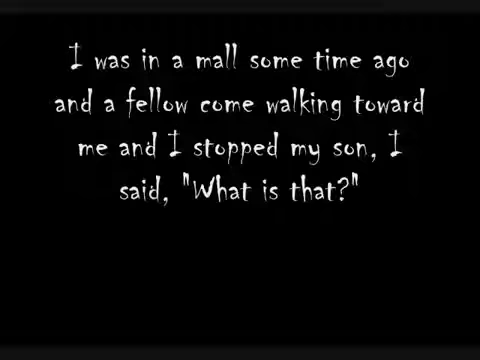 I was in a mall some time ago
and a fellow come walking toward
me and I stopped my son, I
said, "What is that?"